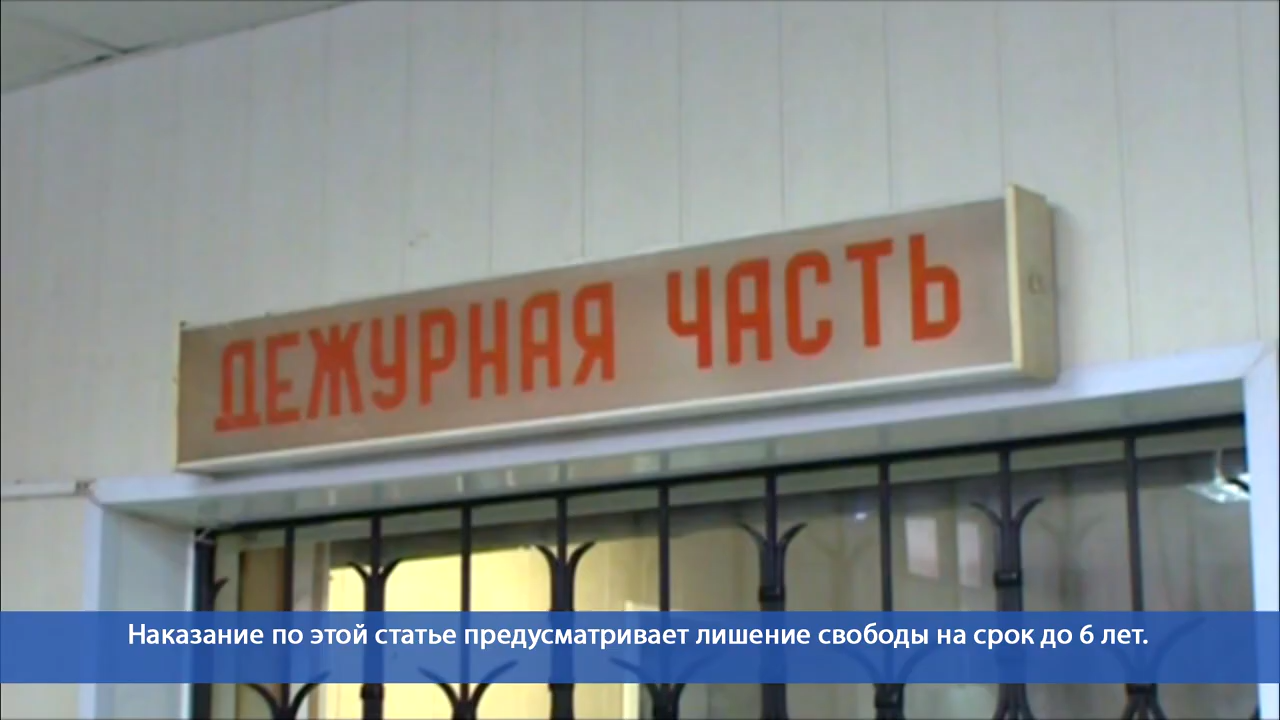 ДЕЖУРНАЯ ЧАСТЬ
Наказание по этой статье предусматривает лишение свободы на срок до 6 лет.